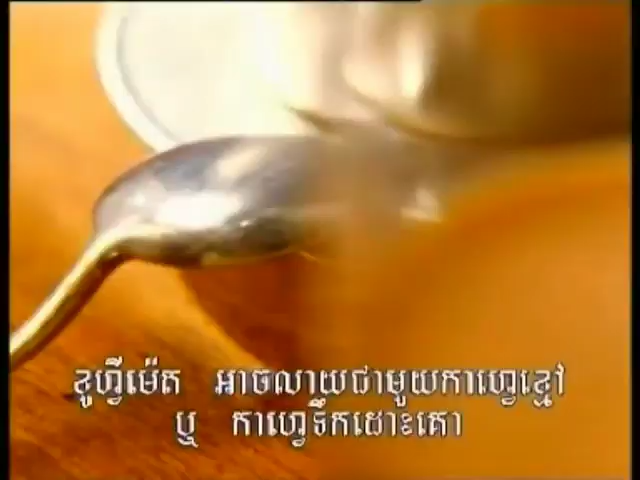 ខូហ្វីម៉េត អាចលាយជាមួយកាហ្វេខ្មៅ
ឬ កាហ្វេទឹកដោះគោ